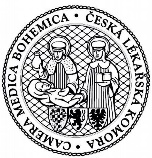 CAMERA MEDICA BOHEMICA · ČESKÁ LÉKAŘSKÁ KOMORA ·